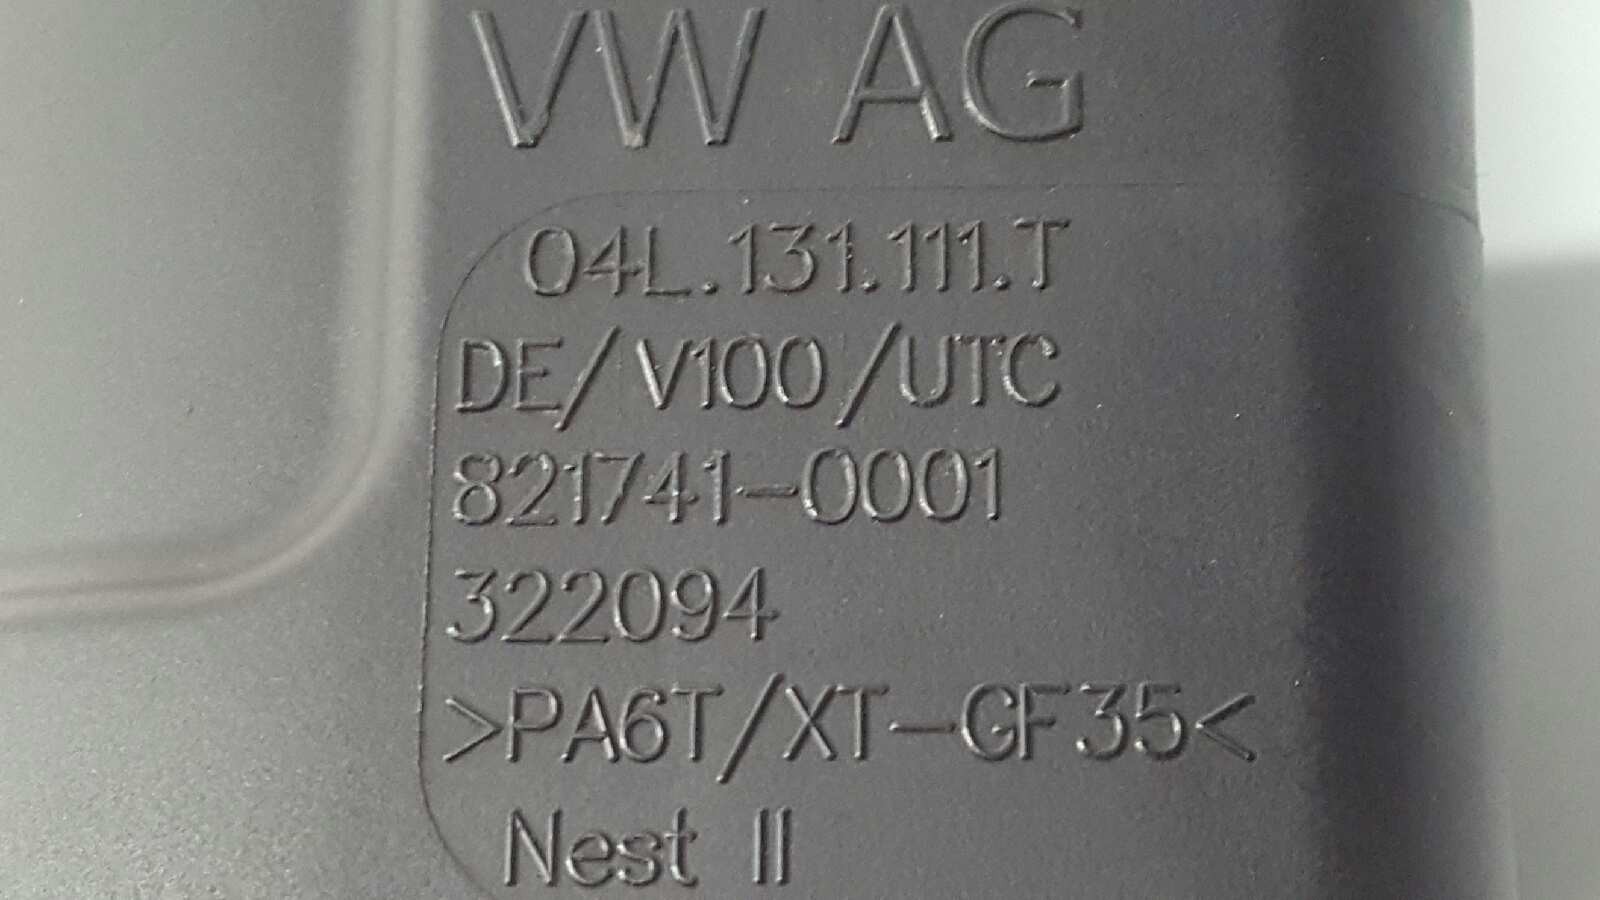 VW AG
04L.131.111.T
DE/V100/UTC
821741-0001
322094
>PA6T/XT-GF35<
Nest II